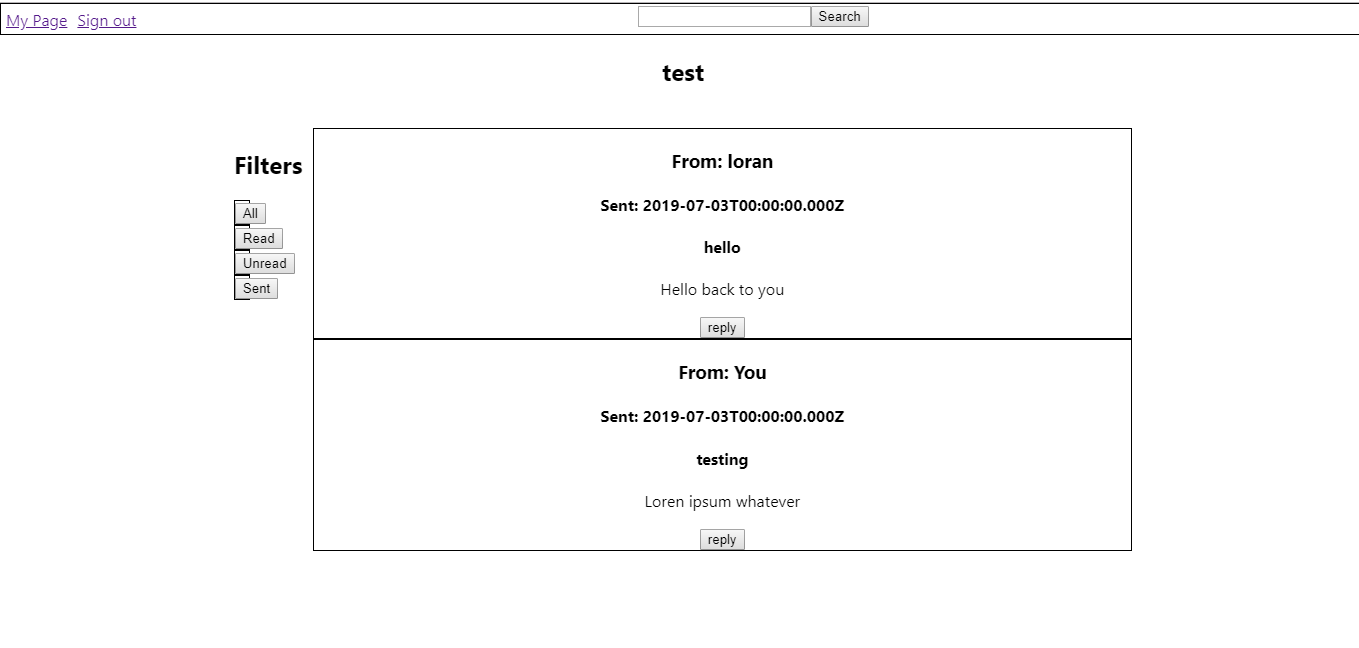 My Page Sign out Search
test
Filters
All
Read
Unread
Sent
From: loran
Sent: 2019-07-03T00:00:00.000Z
hello
Hello back to you
reply
From: You
Sent: 2019-07-03T00:00:00.000Z
testing
Loren ipsum whatever
reply